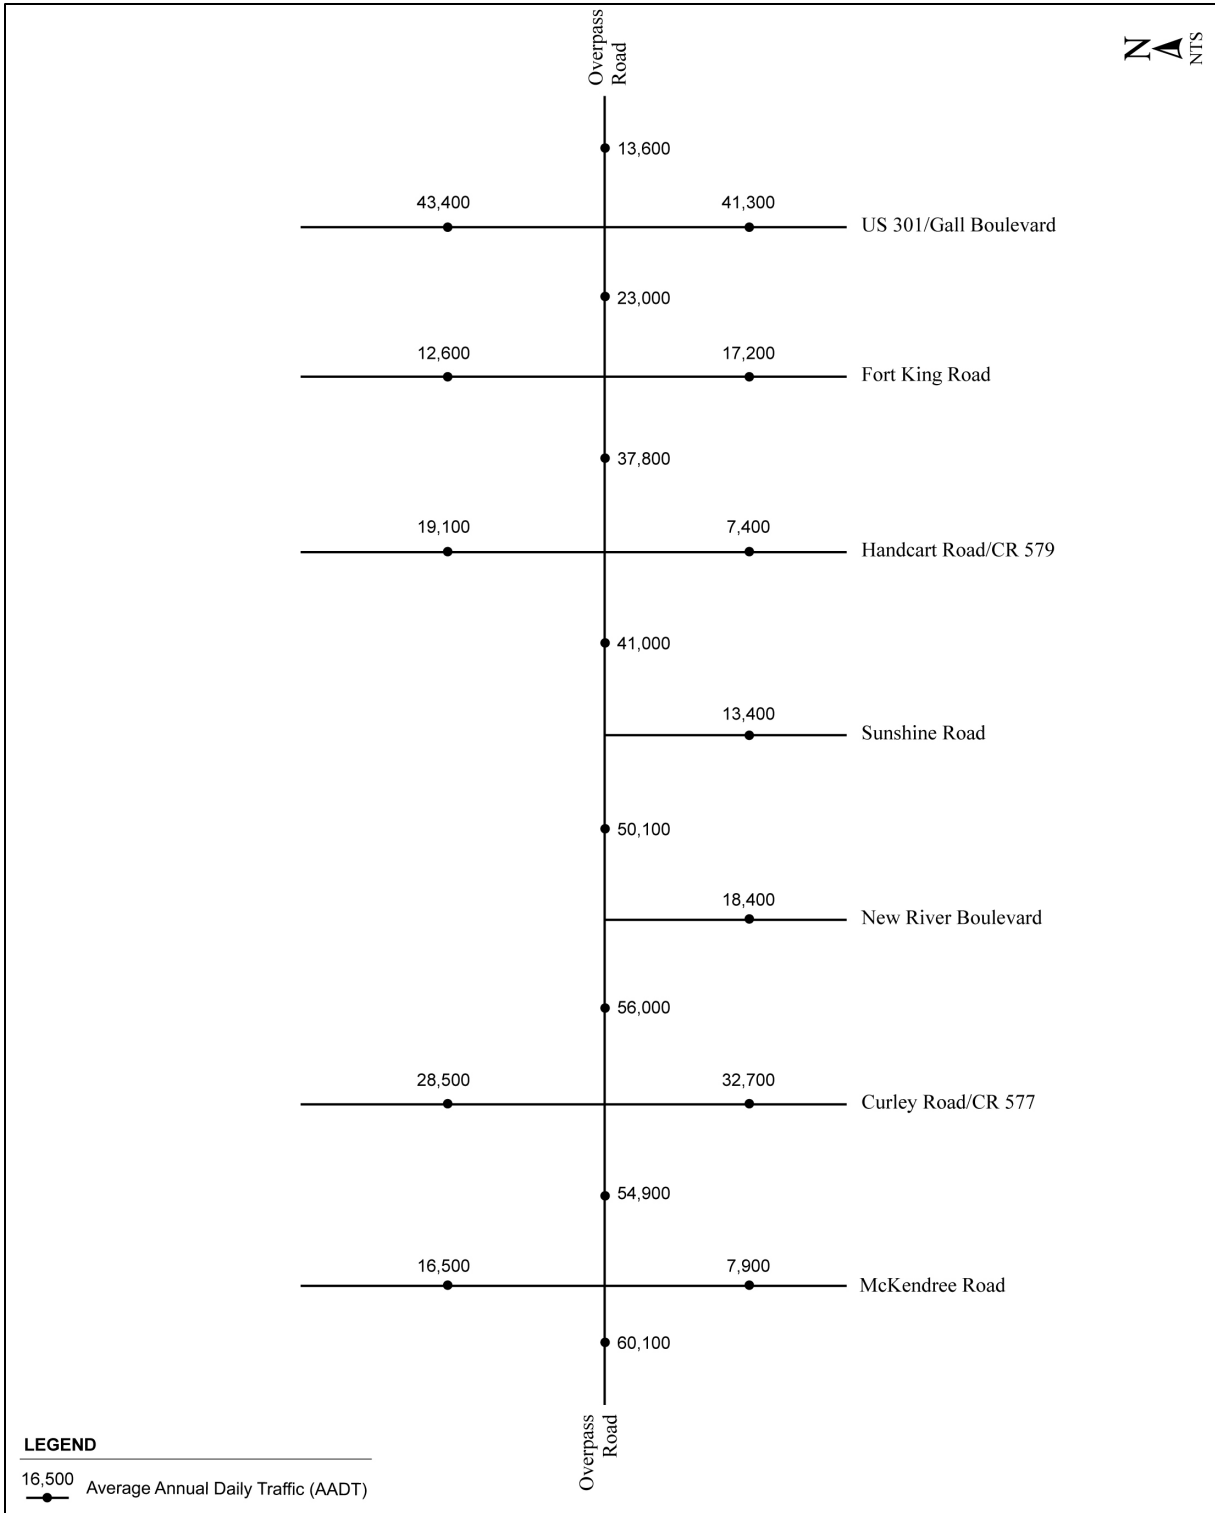 Overpass
Road
N
NTS
13,600
43,400
41,300
US 301/Gall Boulevard
23,000
12,600
17,200
Fort King Road
37,800
19,100
7,400
Handcart Road/CR 579
41,000
13,400
Sunshine Road
50,100
18,400
New River Boulevard
56,000
28,500
32,700
Curley Road/CR 577
54,900
16,500
7,900
McKendree Road
60,100
Overpass
Road
LEGEND
16,500
Average Annual Daily Traffic (AADT)